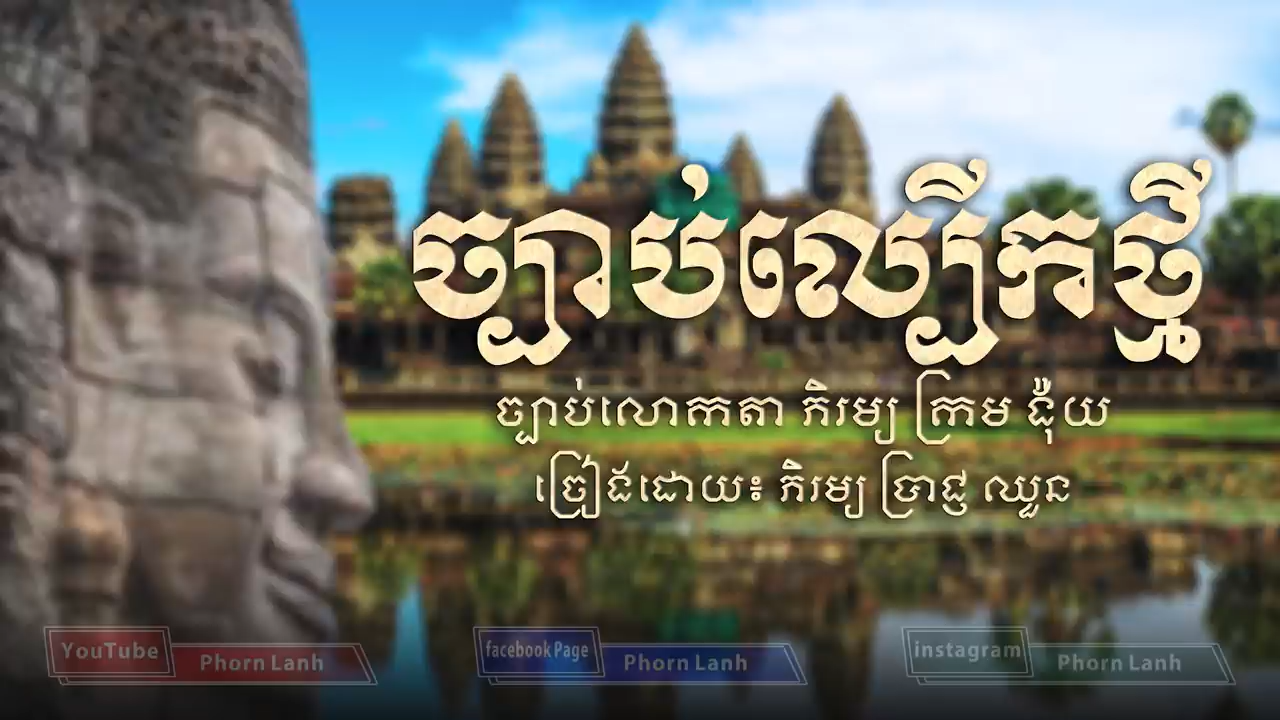 ច្បាប់ល្បើកថ្មី
ច្បាប់លោកតា ភិរម្យ ក្រម ង៉ុយ
ច្រៀងដោយ៖ ភិរម្យ ប្រាជ្ញ ឈួន
YouTube Phorn Lanh
facebook Page Phorn Lanh
instagram Phorn Lanh